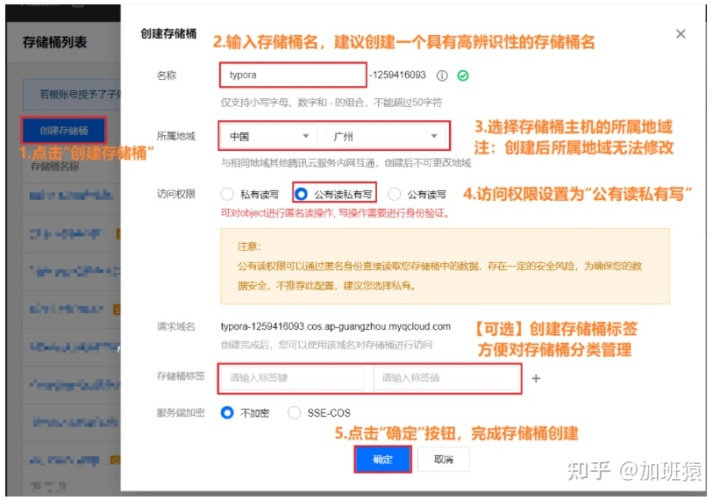 存储桶列表
创建存储桶
2.输入存储桶名，建议创建一个具有高辨识性的存储桶名
名称
typora
-1259416093
仅支持小写字母、数字和 - 的组合，不能超过50字符
若根账号授予了子
创建存储桶
1.点击“创建存储桶”
存储桶名称
所属地域
中国
广州
3.选择存储桶主机的所属地域
注：创建后所属地域无法修改
与相同地域其他腾讯云服务内网互通，创建后不可更改地域
访问权限
私有读写
公有读私有写
公有读写
4.访问权限设置为“公有读私有写”
可对object进行匿名读操作, 写操作需要进行身份验证。
注意：
公有读权限可以通过匿名身份直接读取您存储桶中的数据，存在一定的安全风险，为确保您的数
据安全，不推荐此配置，建议您选择私有。
请求域名
typora-1259416093.cos.ap-guangzhou.myqcloud.com
创建完成后，您可以使用该域名对存储桶进行访问
【可选】创建存储桶标签
方便对存储桶分类管理
存储桶标签
请输入标签键
请输入标签值
+
服务端加密
不加密
SSE-COS
5.点击“确定”按钮，完成存储桶创建
确定
取消
知乎 @加班猿